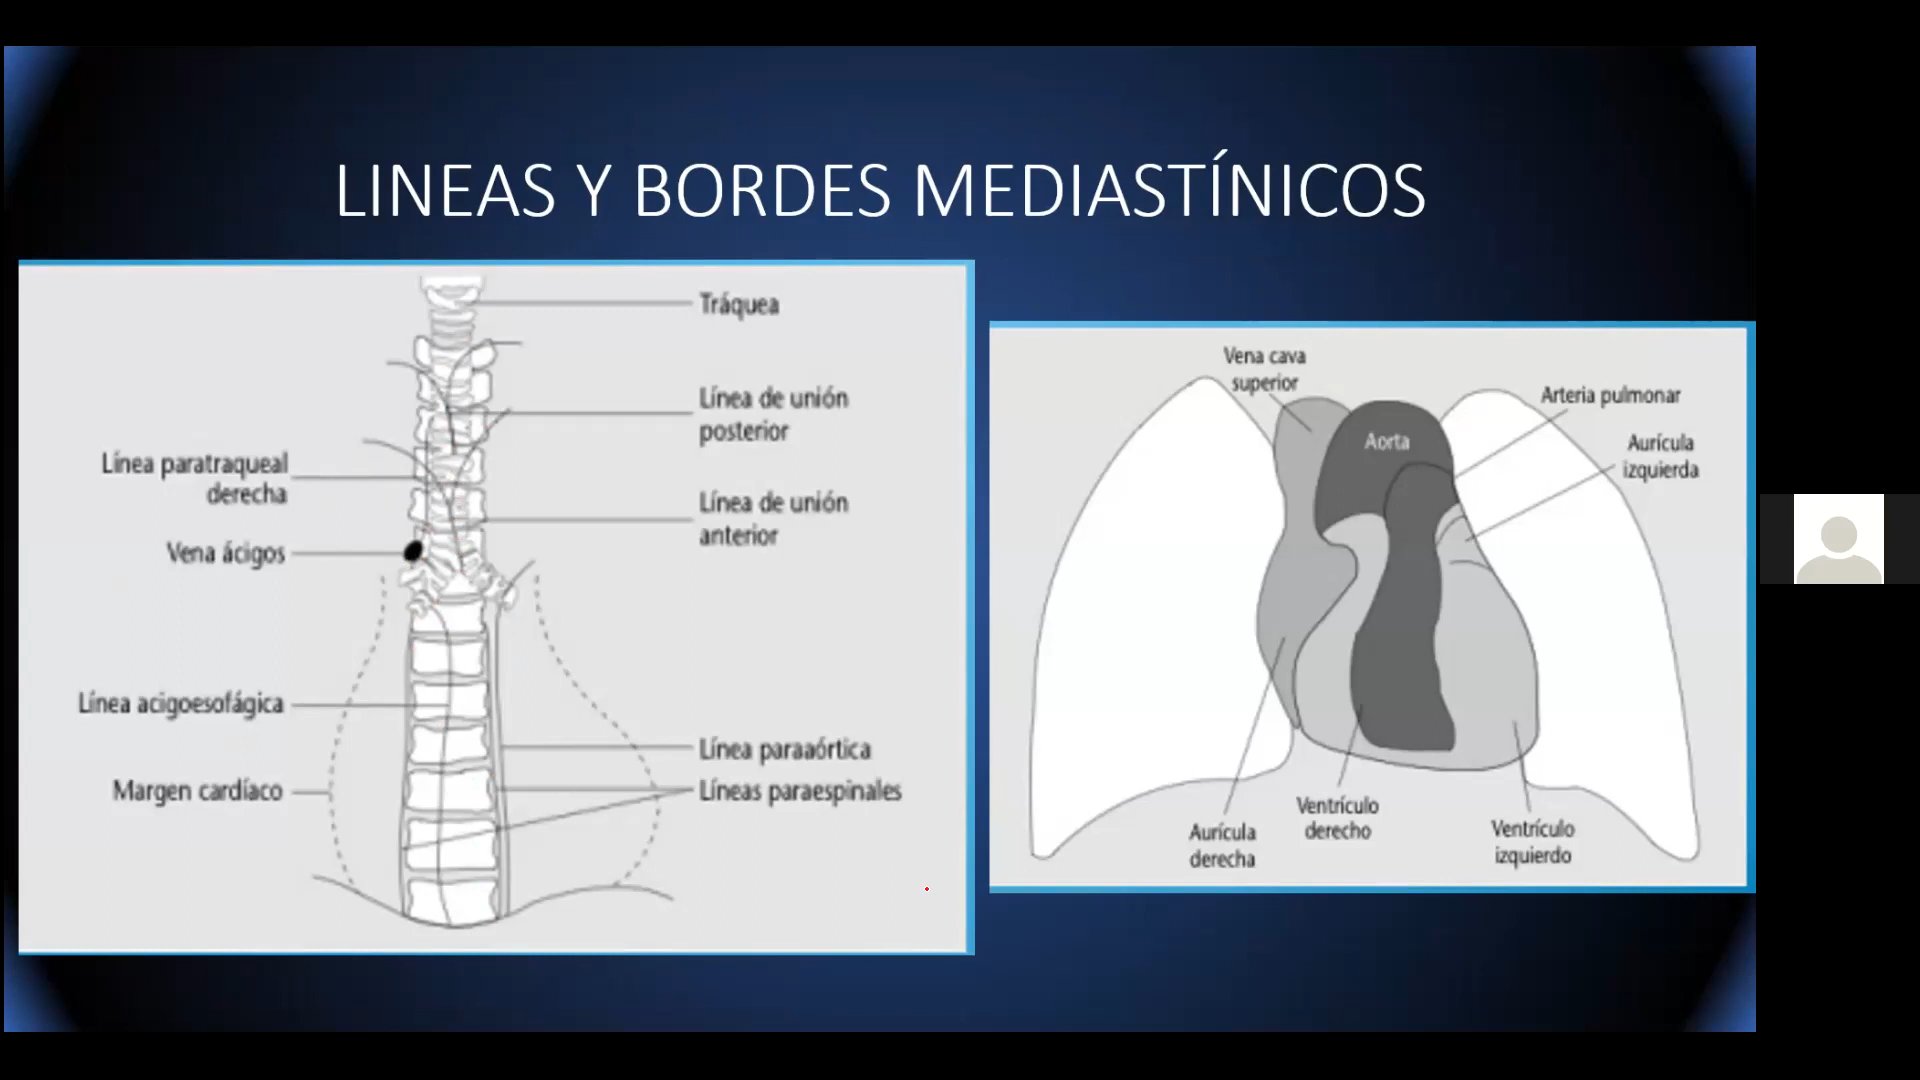 LINEAS Y BORDES MEDIASTÍNICOS
Tráquea
Línea de unión
posterior
Línea paratraqueal
derecha
Línea de unión
anterior
Vena ácigos
Línea acigoesofágica
Línea paraaórtica
Margen cardíaco
Líneas paraespinales
Vena cava
superior
Arteria pulmonar
Aorta
Aurícula
izquierda
Ventrículo
derecho
Aurícula
derecha
Ventrículo
izquierdo